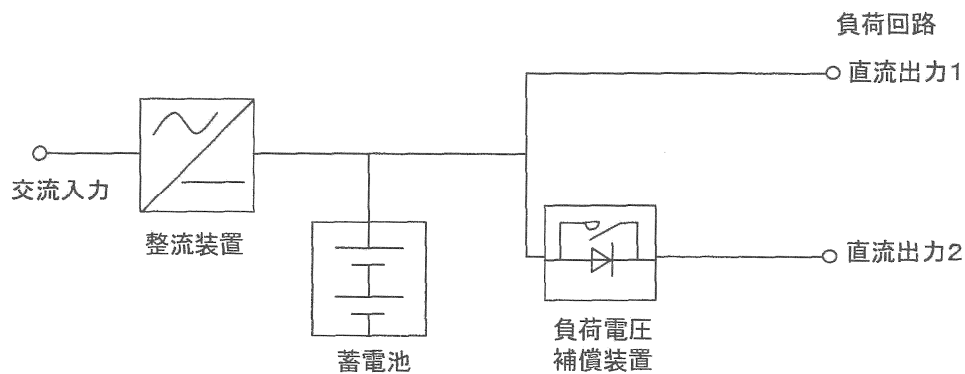 負荷回路
直流出力1
交流入力
整流装置
直流出力2
蓄電池
負荷電圧
補償装置